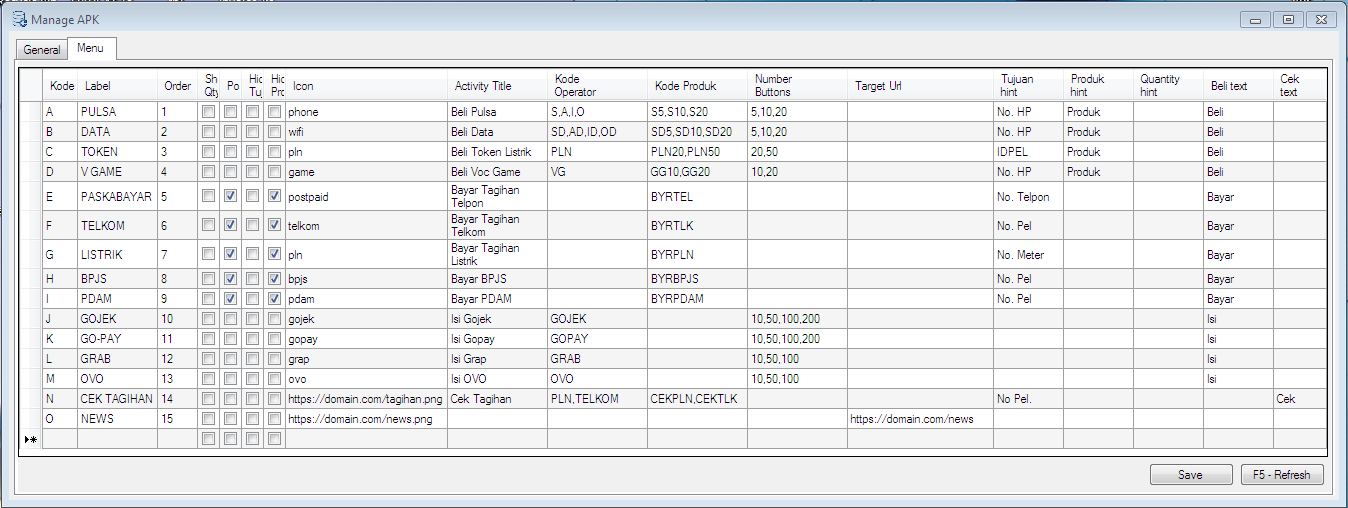 Manage APK
General Menu
Kode Label Order Sh Qty Po Hid Tu Hid Pro Icon Activity Title Kode Operator Kode Produk Number Buttons Target Url Tujuan hint Produk hint Quantity hint Beli text Cek text
A PULSA 1 phone Beli Pulsa S,A,I,O S5,S10,S20 5,10,20 No. HP Produk Beli
B DATA 2 wifi Beli Data SD,AD,ID,OD SD5,SD10,SD20 5,10,20 No. HP Produk Beli
C TOKEN 3 pln Beli Token Listrik PLN PLN20,PLN50 20,50 IDPEL Produk Beli
D V GAME 4 game Beli Voc Game VG GG10,GG20 10,20 No. HP Produk Beli
E PASKABAYAR 5 postpaid Bayar Tagihan Telpon BYRTEL No. Telpon Bayar
F TELKOM 6 telkom Bayar Tagihan Telkom BYRTLK No. Pel Bayar
G LISTRIK 7 pln Bayar Tagihan Listrik BYRPLN No. Meter Bayar
H BPJS 8 bpjs Bayar BPJS BYRBPJS No. Pel Bayar
I PDAM 9 pdam Bayar PDAM BYRPDAM No. Pel Bayar
J GOJEK 10 gojek Isi Gojek GOJEK 10,50,100,200 Isi
K GO-PAY 11 gopay Isi Gopay GOPAY 10,50,100,200 Isi
L GRAB 12 grap Isi Grap GRAB 10,50,100 Isi
M OVO 13 ovo Isi OVO OVO 10,50,100 Isi
N CEK TAGIHAN 14 https://domain.com/tagihan.png Cek Tagihan PLN,TELKOM CEKPLN,CEKTLK No Pel. Cek
O NEWS 15 https://domain.com/news.png https://domain.com/news
Save F5 - Refresh